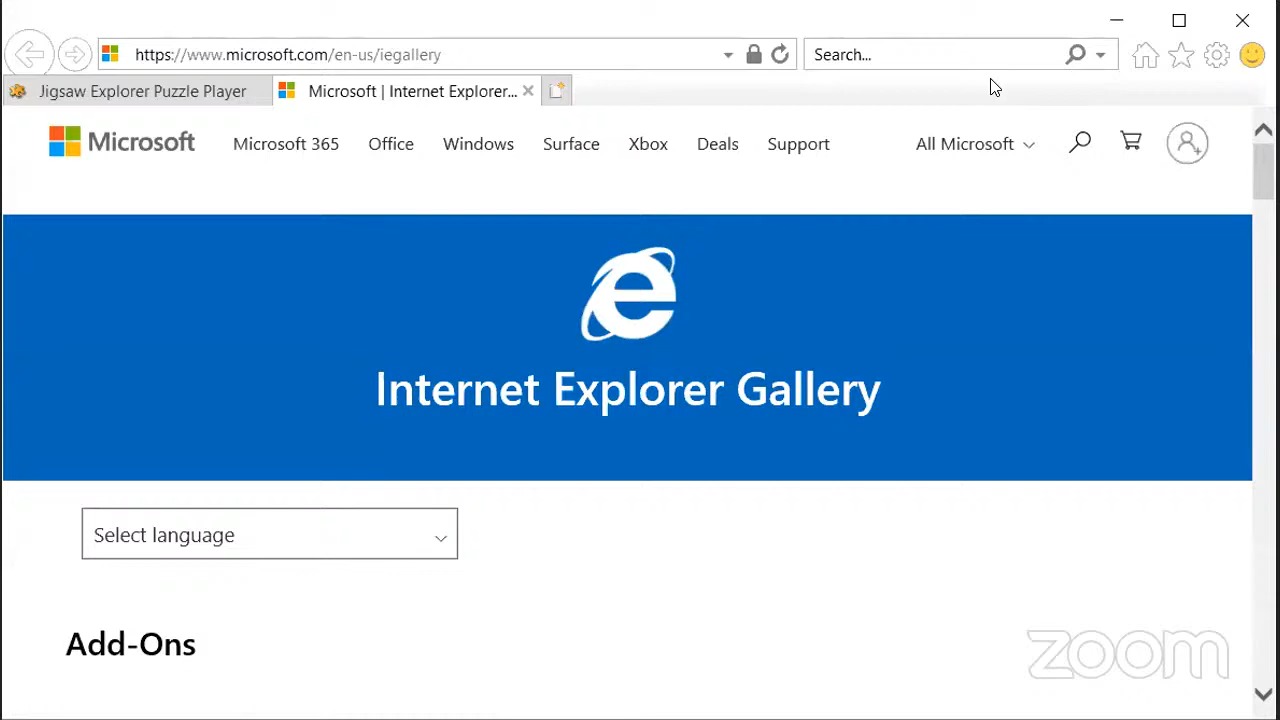 https://www.microsoft.com/en-us/iegallery
Search...
Jigsaw Explorer Puzzle Player
Microsoft | Internet Explorer...
Microsoft
Microsoft 365
Office
Windows
Surface
Xbox
Deals
Support
All Microsoft
Internet Explorer Gallery
Select language
Add-Ons
zoom